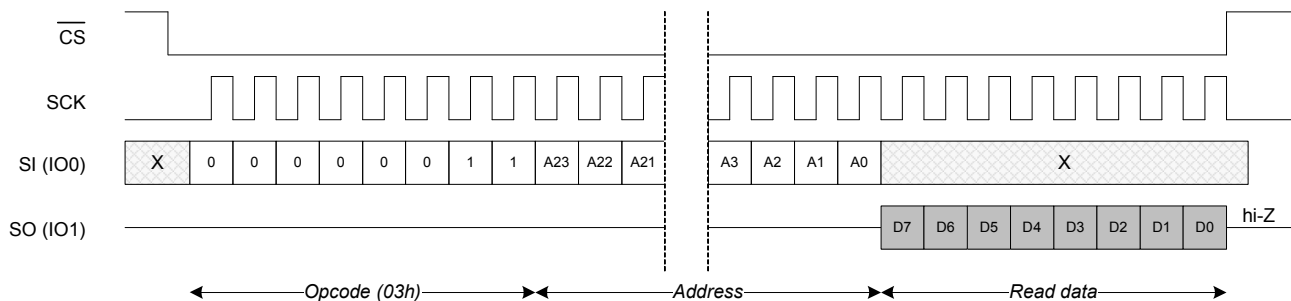 CS
SCK
SI (IO0) X 0 0 0 0 0 0 1 1 A23 A22 A21 A3 A2 A1 A0 X
SO (IO1) D7 D6 D5 D4 D3 D2 D1 D0 hi-Z
Opcode (03h) Address Read data